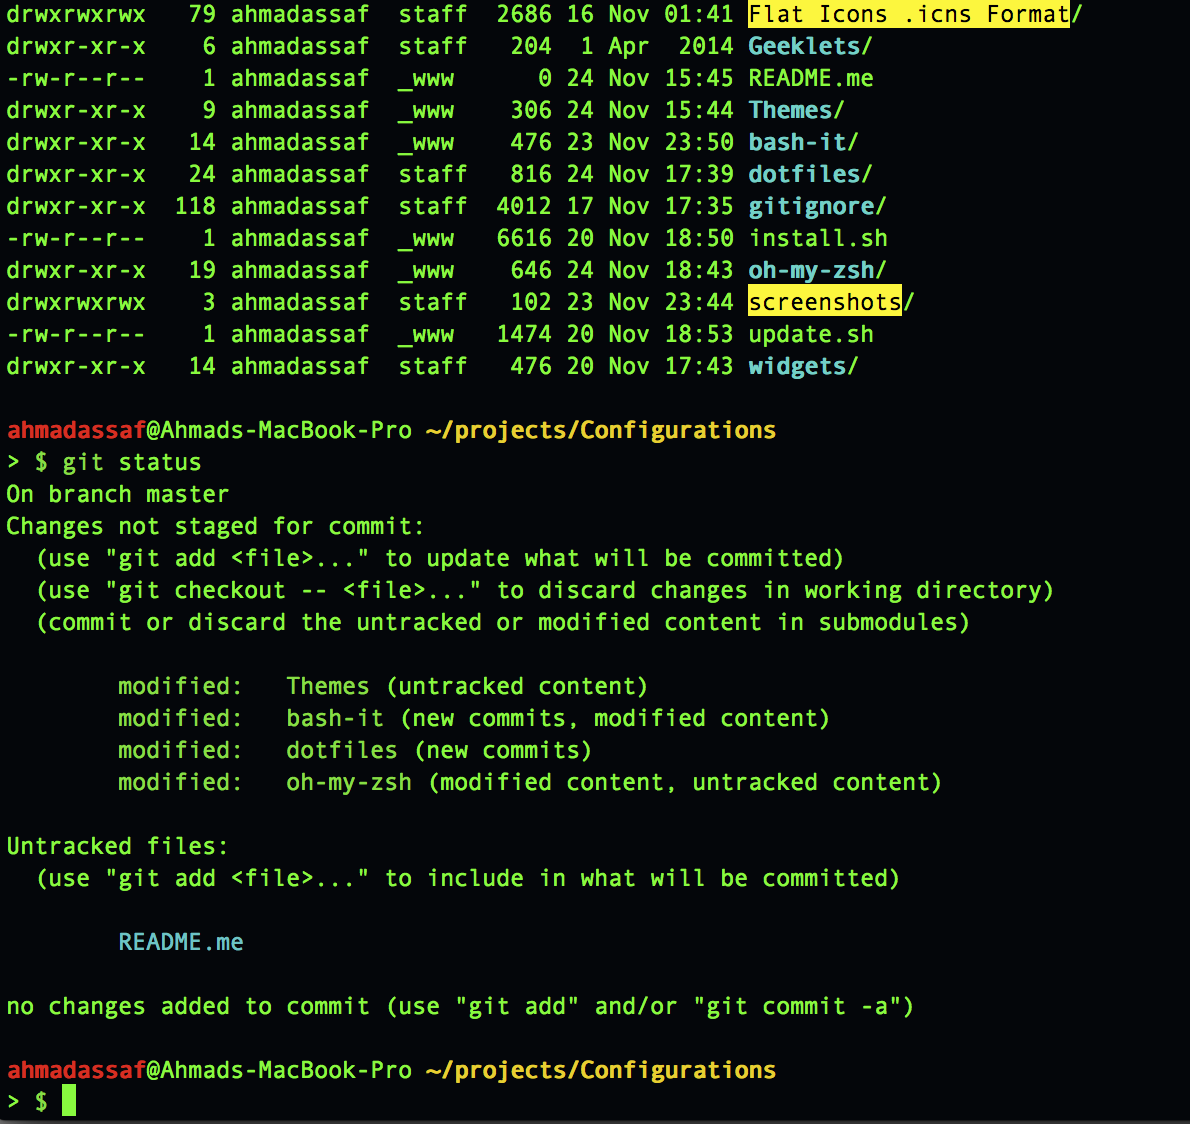 drwxrwxrwx   79 ahmadassaf  staff  2686 16 Nov 01:41 Flat Icons .icns Format/
drwxr-xr-x    6 ahmadassaf  staff   204  1 Apr  2014 Geeklets/
-rw-r--r--    1 ahmadassaf  _www      0 24 Nov 15:45 README.me
drwxr-xr-x    9 ahmadassaf  _www    306 24 Nov 15:44 Themes/
drwxr-xr-x   14 ahmadassaf  _www    476 23 Nov 23:50 bash-it/
drwxr-xr-x   24 ahmadassaf  staff   816 24 Nov 17:39 dotfiles/
drwxr-xr-x  118 ahmadassaf  staff  4012 17 Nov 17:35 gitignore/
-rw-r--r--    1 ahmadassaf  _www   6616 20 Nov 18:50 install.sh
drwxr-xr-x   19 ahmadassaf  _www    646 24 Nov 18:43 oh-my-zsh/
drwxrwxrwx    3 ahmadassaf  staff   102 23 Nov 23:44 screenshots/
-rw-r--r--    1 ahmadassaf  _www   1474 20 Nov 18:53 update.sh
drwxr-xr-x   14 ahmadassaf  staff   476 20 Nov 17:43 widgets/

ahmadassaf@Ahmads-MacBook-Pro ~/projects/Configurations
> $ git status
On branch master
Changes not staged for commit:
  (use "git add <file>..." to update what will be committed)
  (use "git checkout -- <file>..." to discard changes in working directory)
  (commit or discard the untracked or modified content in submodules)

        modified:   Themes (untracked content)
        modified:   bash-it (new commits, modified content)
        modified:   dotfiles (new commits)
        modified:   oh-my-zsh (modified content, untracked content)

Untracked files:
  (use "git add <file>..." to include in what will be committed)

        README.me

no changes added to commit (use "git add" and/or "git commit -a")

ahmadassaf@Ahmads-MacBook-Pro ~/projects/Configurations
> $